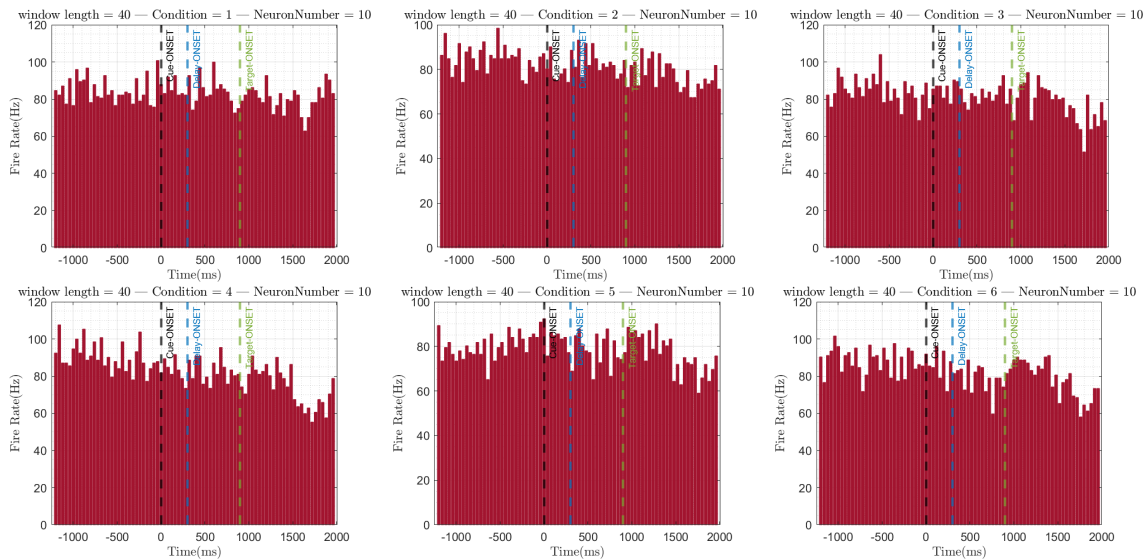 window length = 40 — Condition = 1 — NeuronNumber = 10
120
100
80
60
40
20
0
Fire Rate(Hz)
Cue-ONSET
Delay-ONSET
Target-ONSET
-1000 -500 0 500 1000 1500 2000
Time(ms)
window length = 40 — Condition = 2 — NeuronNumber = 10
100
80
60
40
20
0
Fire Rate(Hz)
Cue-ONSET
Delay-ONSET
Target-ONSET
-1000 -500 0 500 1000 1500 2000
Time(ms)
window length = 40 — Condition = 3 — NeuronNumber = 10
120
100
80
60
40
20
0
Fire Rate(Hz)
Cue-ONSET
Delay-ONSET
Target-ONSET
-1000 -500 0 500 1000 1500 2000
Time(ms)
window length = 40 — Condition = 4 — NeuronNumber = 10
120
100
80
60
40
20
0
Fire Rate(Hz)
Cue-ONSET
Delay-ONSET
Target-ONSET
-1000 -500 0 500 1000 1500 2000
Time(ms)
window length = 40 — Condition = 5 — NeuronNumber = 10
100
80
60
40
20
0
Fire Rate(Hz)
Cue-ONSET
Delay-ONSET
Target-ONSET
-1000 -500 0 500 1000 1500 2000
Time(ms)
window length = 40 — Condition = 6 — NeuronNumber = 10
120
100
80
60
40
20
0
Fire Rate(Hz)
Cue-ONSET
Delay-ONSET
Target-ONSET
-1000 -500 0 500 1000 1500 2000
Time(ms)